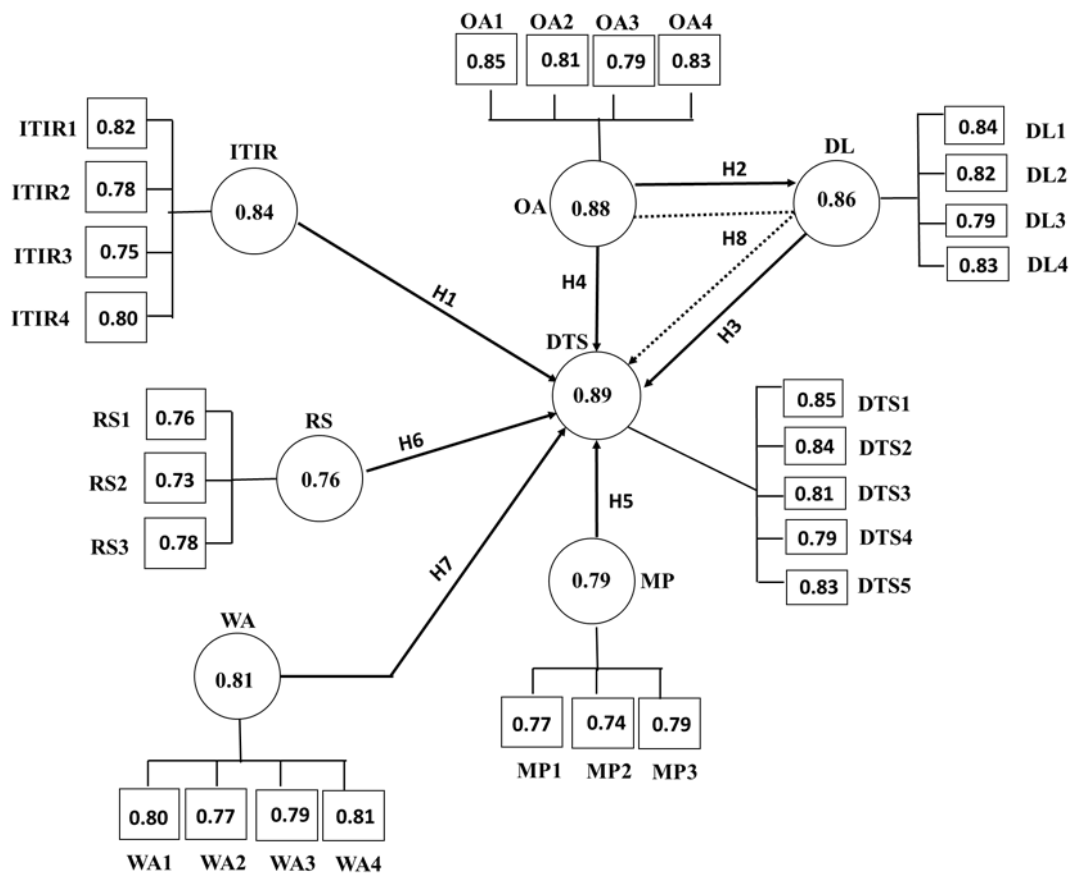 OA1 OA2 OA3 OA4
0.85 0.81 0.79 0.83
ITIR1 0.82
ITIR2 0.78
ITIR3 0.75
ITIR4 0.80
ITIR
0.84
OA 0.88
H2
DL
0.86
0.84 DL1
0.82 DL2
0.79 DL3
0.83 DL4
H8
H4
H1
H3
DTS
0.89
0.85 DTS1
0.84 DTS2
0.81 DTS3
0.79 DTS4
0.83 DTS5
RS1 0.76
RS2 0.73
RS3 0.78
RS
0.76
H6
H5
H7
0.79 MP
0.77 0.74 0.79
MP1 MP2 MP3
WA
0.81
0.80 0.77 0.79 0.81
WA1 WA2 WA3 WA4